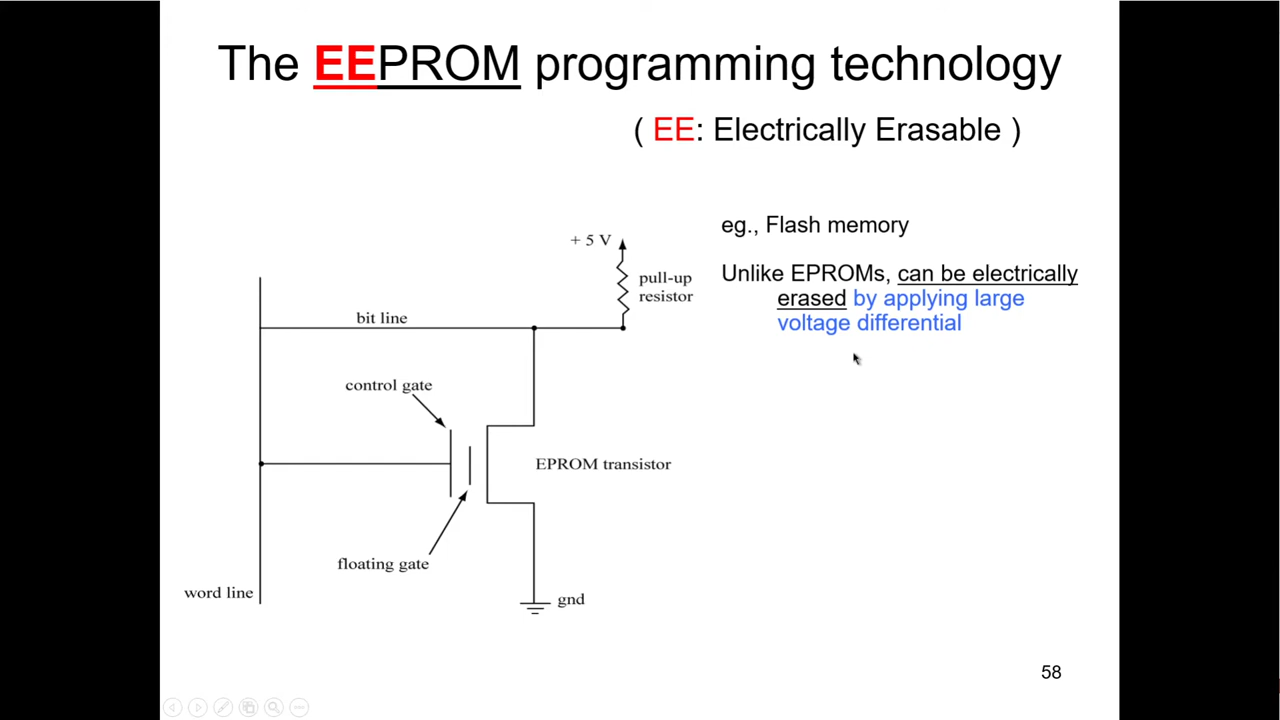 The EEPROM programming technology
( EE: Electrically Erasable )
eg., Flash memory
Unlike EPROMs, can be electrically
erased by applying large
voltage differential
+ 5 V
pull-up
resistor
bit line
control gate
EPROM transistor
floating gate
word line
gnd
58